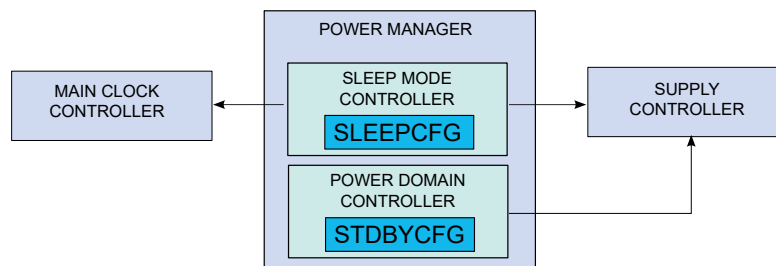 POWER MANAGER
MAIN CLOCK
CONTROLLER
SLEEP MODE
CONTROLLER
SLEEPCFG
SUPPLY
CONTROLLER
POWER DOMAIN
CONTROLLER
STDBYCFG